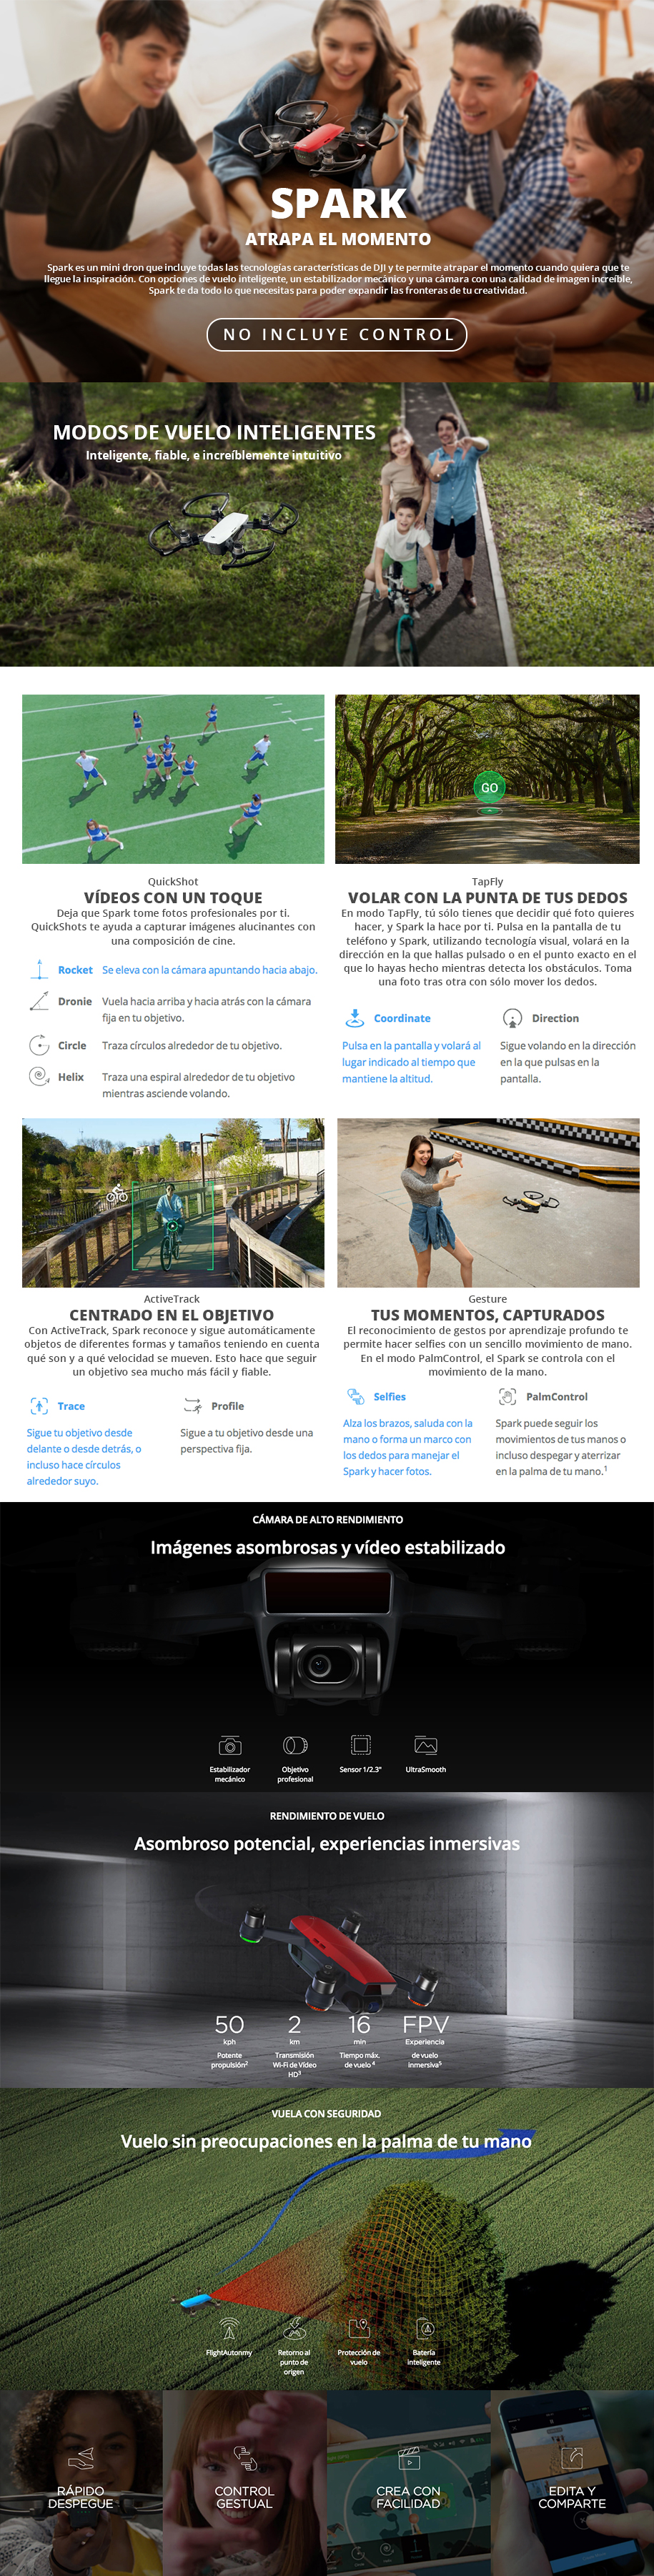 SPARK
ATRAPA EL MOMENTO
Spark es un mini dron que incluye todas las tecnologías características de DJI y te permite atrapar el momento cuando quiera que te
llegue la inspiración. Con opciones de vuelo inteligente, un estabilizador mecánico y una cámara con una calidad de imagen increíble,
Spark te da todo lo que necesitas para poder expandir las fronteras de tu creatividad.
NO INCLUYE CONTROL
MODOS DE VUELO INTELIGENTES
Inteligente, fiable, e increíblemente intuitivo
QuickShot
VÍDEOS CON UN TOQUE
Deja que Spark tome fotos profesionales por ti.
QuickShots te ayuda a capturar imágenes alucinantes con
una composición de cine.
Rocket Se eleva con la cámara apuntando hacia abajo.
Dronie Vuela hacia arriba y hacia atrás con la cámara
fija en tu objetivo.
Circle Traza círculos alrededor de tu objetivo.
Helix Traza una espiral alrededor de tu objetivo
mientras asciende volando.
GO
TapFly
VOLAR CON LA PUNTA DE TUS DEDOS
En modo TapFly, tú sólo tienes que decidir qué foto quieres
hacer, y Spark la hace por ti. Pulsa en la pantalla de tu
teléfono y Spark, utilizando tecnología visual, volará en la
dirección en la que hallas pulsado o en el punto exacto en el
que lo hayas hecho mientras detecta los obstáculos. Toma
una foto tras otra con sólo mover los dedos.
Coordinate
Pulsa en la pantalla y volará al
lugar indicado al tiempo que
mantiene la altitud.
Direction
Sigue volando en la dirección
en la que pulsas en la
pantalla.
ActiveTrack
CENTRADO EN EL OBJETIVO
Con ActiveTrack, Spark reconoce y sigue automáticamente
objetos de diferentes formas y tamaños teniendo en cuenta
qué son y a qué velocidad se mueven. Esto hace que seguir
un objetivo sea mucho más fácil y fiable.
Trace
Sigue tu objetivo desde
delante o desde detrás, o
incluso hace círculos
alrededor suyo.
Profile
Sigue a tu objetivo desde una
perspectiva fija.
Gesture
TUS MOMENTOS, CAPTURADOS
El reconocimiento de gestos por aprendizaje profundo te
permite hacer selfies con un sencillo movimiento de mano.
En el modo PalmControl, el Spark se controla con el
movimiento de la mano.
Selfies
Alza los brazos, saluda con la
mano o forma un marco con
los dedos para manejar el
Spark y hacer fotos.
PalmControl
Spark puede seguir los
movimientos de tus manos o
incluso despegar y aterrizar
en la palma de tu mano.¹
CÁMARA DE ALTO RENDIMIENTO
Imágenes asombrosas y vídeo estabilizado
Estabilizador
mecánico
Objetivo
profesional
Sensor 1/2.3"
UltraSmooth
RENDIMIENTO DE VUELO
Asombroso potencial, experiencias inmersivas
50
kph
Potente
propulsión²
2
km
Transmisión
Wi-Fi de Vídeo
HD³
16
min
Tiempo máx.
de vuelo ⁴
FPV
Experiencia
de vuelo
inmersiva⁵
VUELA CON SEGURIDAD
Vuelo sin preocupaciones en la palma de tu mano
FlightAutonmy
Retorno al
punto de
origen
Protección de
vuelo
Batería
inteligente
RÁPIDO
DESPEGUE
CONTROL
GESTUAL
CREA CON
FACILIDAD
EDITA Y
COMPARTE